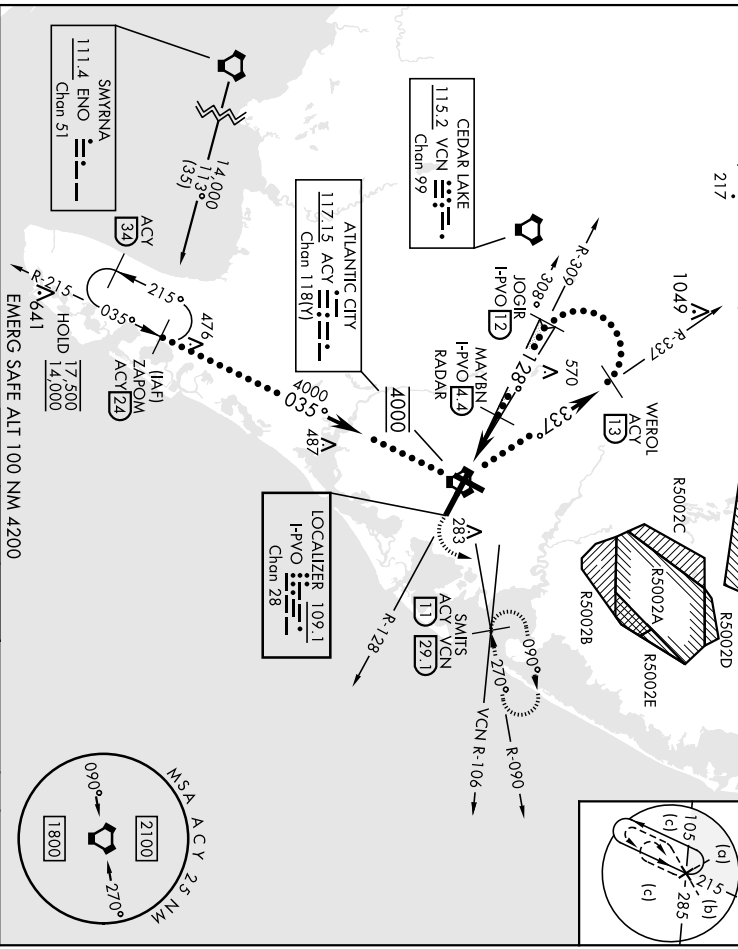 MSA ACY 25 NM
090°
270°
2100
1800
(a)
(b)
(c)
(c)
105
215
285
217
1049
R-337
WEROL
ACY
13
R5002C
R5002D
R5002A
R5002B
R5002E
CEDAR LAKE
115.2 VCN
Chan 99
R-309
308°
JOGIR
I-PVO 12
128°
570
MAYBN
I-PVO 4.4
RADAR
337°
4000
ATLANTIC CITY
117.15 ACY
Chan 118(Y)
283
SMITS
ACY VCN
11 29.1
090°
270°
R-090
VCN R-106
R-128
LOCALIZER 109.1
I-PVO
Chan 28
SMYRNA
111.4 ENO
Chan 51
14,000
113°
(35)
ACY
34
215°
035°
R-215
641
476
HOLD 17,500
14,000
(IAF)
ZAPOM
ACY 24
4000
035°
487
EMERG SAFE ALT 100 NM 4200